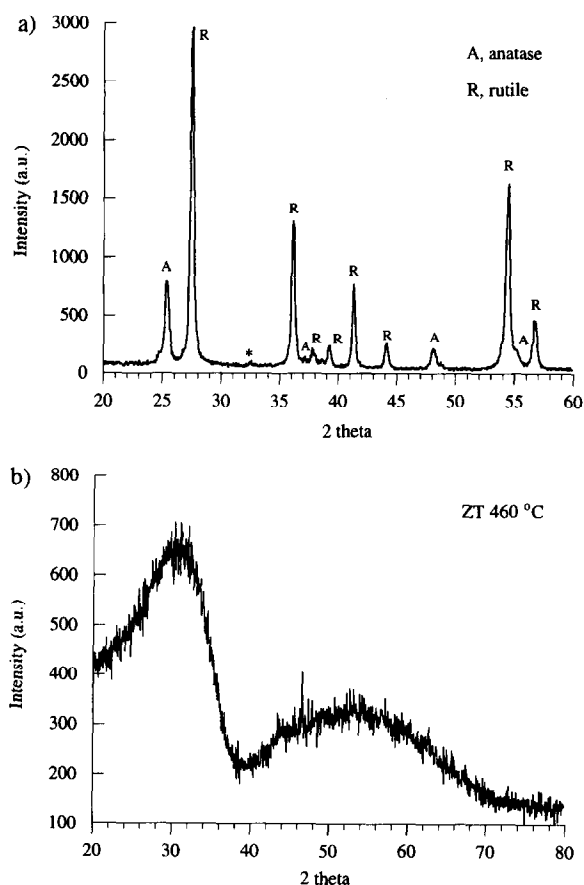 a)
3000
R
A, anatase
2500
R, rutile
2000
Intensity (a.u.)
R
1500
R
1000
A
R
R
500
A
R
R
R
A
A
*
0
20
25
30
35
40
45
50
55
60
2 theta
b)
800
ZT 460 °C
700
600
500
Intensity (a.u.)
400
300
200
100
20
30
40
50
60
70
80
2 theta